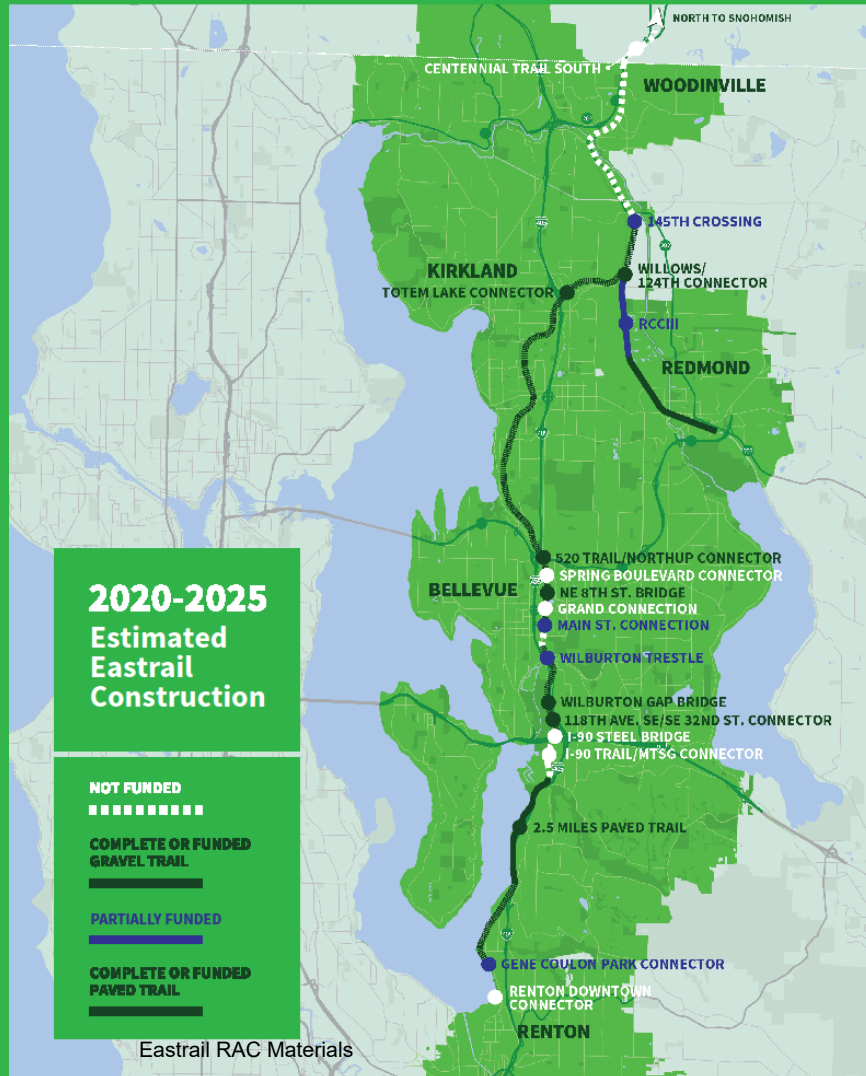 NORTH TO SNOHOMISH
CENTENNIAL TRAIL SOUTH
WOODINVILLE
202
145TH CROSSING
405
202
KIRKLAND
WILLOWS/
124TH CONNECTOR
TOTEM LAKE CONNECTOR
RCCIII
REDMOND
405
520 TRAIL/NORTHUP CONNECTOR
SPRING BOULEVARD CONNECTOR
BELLEVUE
NE 8TH ST. BRIDGE
GRAND CONNECTION
MAIN ST. CONNECTION
WILBURTON TRESTLE
WILBURTON GAP BRIDGE
118TH AVE. SE/SE 32ND ST. CONNECTOR
I-90 STEEL BRIDGE
I-90 TRAIL/MTSG CONNECTOR
2.5 MILES PAVED TRAIL
GENE COULON PARK CONNECTOR
RENTON DOWNTOWN
CONNECTOR
RENTON
2020-2025
Estimated
Eastrail
Construction
NOT FUNDED
COMPLETE OR FUNDED
GRAVEL TRAIL
PARTIALLY FUNDED
COMPLETE OR FUNDED
PAVED TRAIL
Eastrail RAC Materials